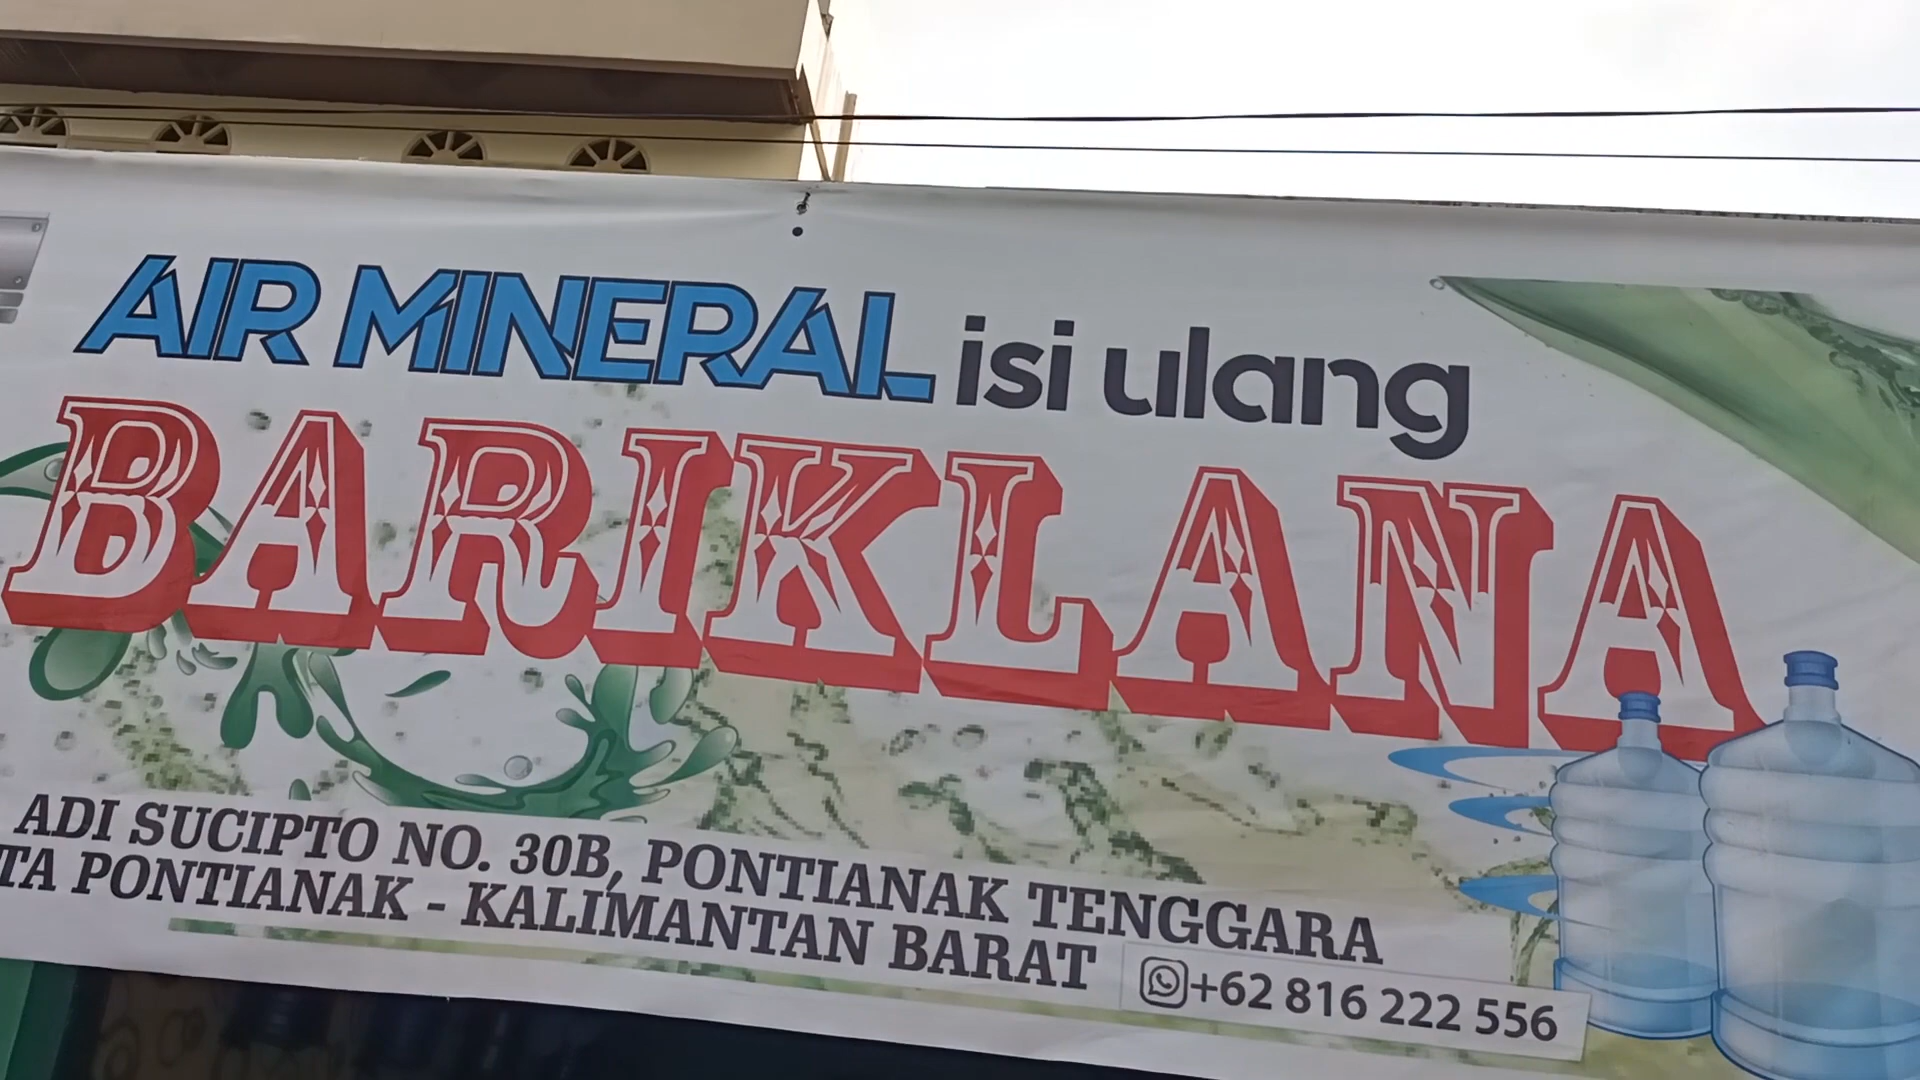 AIR MINERAL isi ulang
BARIKLANA
ADI SUCIPTO NO. 30B, PONTIANAK TENGGARA
TA PONTIANAK - KALIMANTAN BARAT
+62 816 222 556